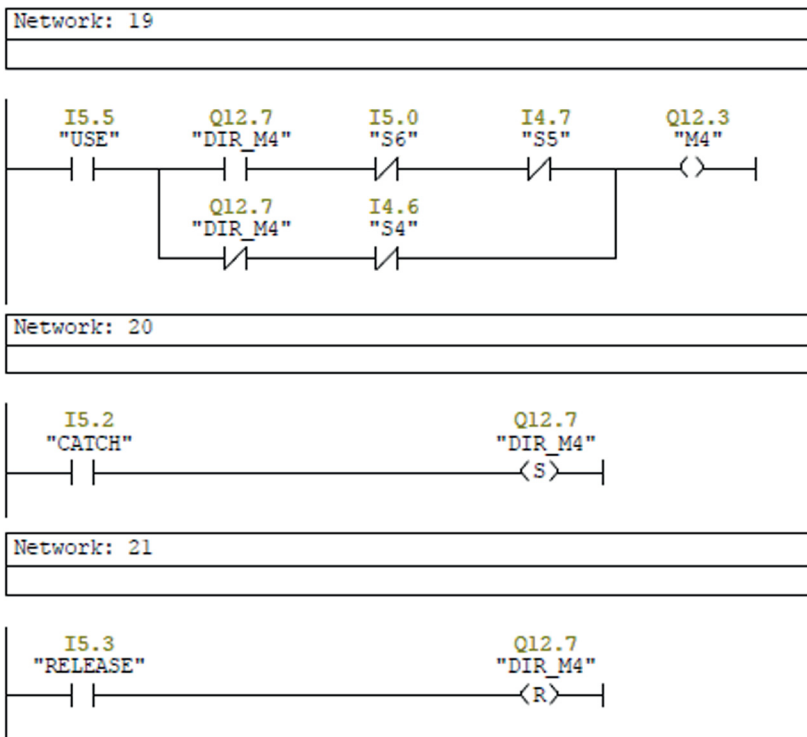 Network: 19
I5.5 Q12.7 I5.0 I4.7 Q12.3
"USE" "DIR_M4" "S6" "S5" "M4"
Q12.7 I4.6
"DIR_M4" "S4"
Network: 20
I5.2 Q12.7
"CATCH" "DIR_M4"
S
Network: 21
I5.3 Q12.7
"RELEASE" "DIR_M4"
R